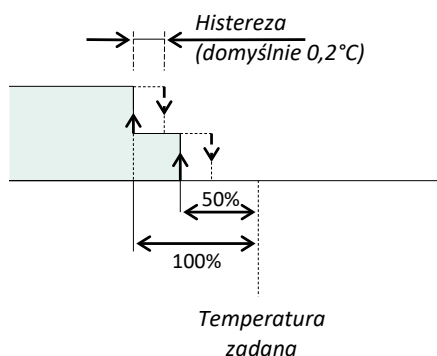 Histereza
(domyślnie 0,2°C)
50%
100%
Temperatura
zadana